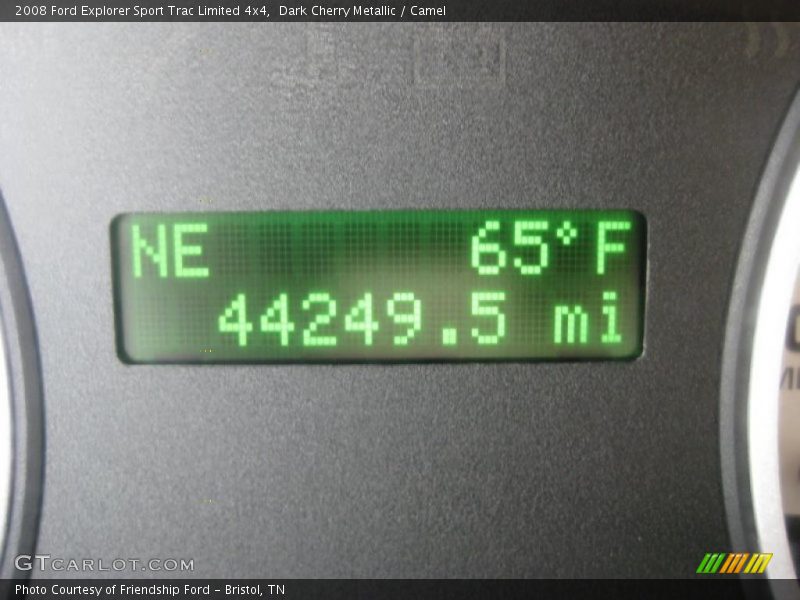 2008 Ford Explorer Sport Trac Limited 4x4, Dark Cherry Metallic / Camel
NE 65°F
44249.5 mi
GTCARLOT.COM
Photo Courtesy of Friendship Ford – Bristol, TN